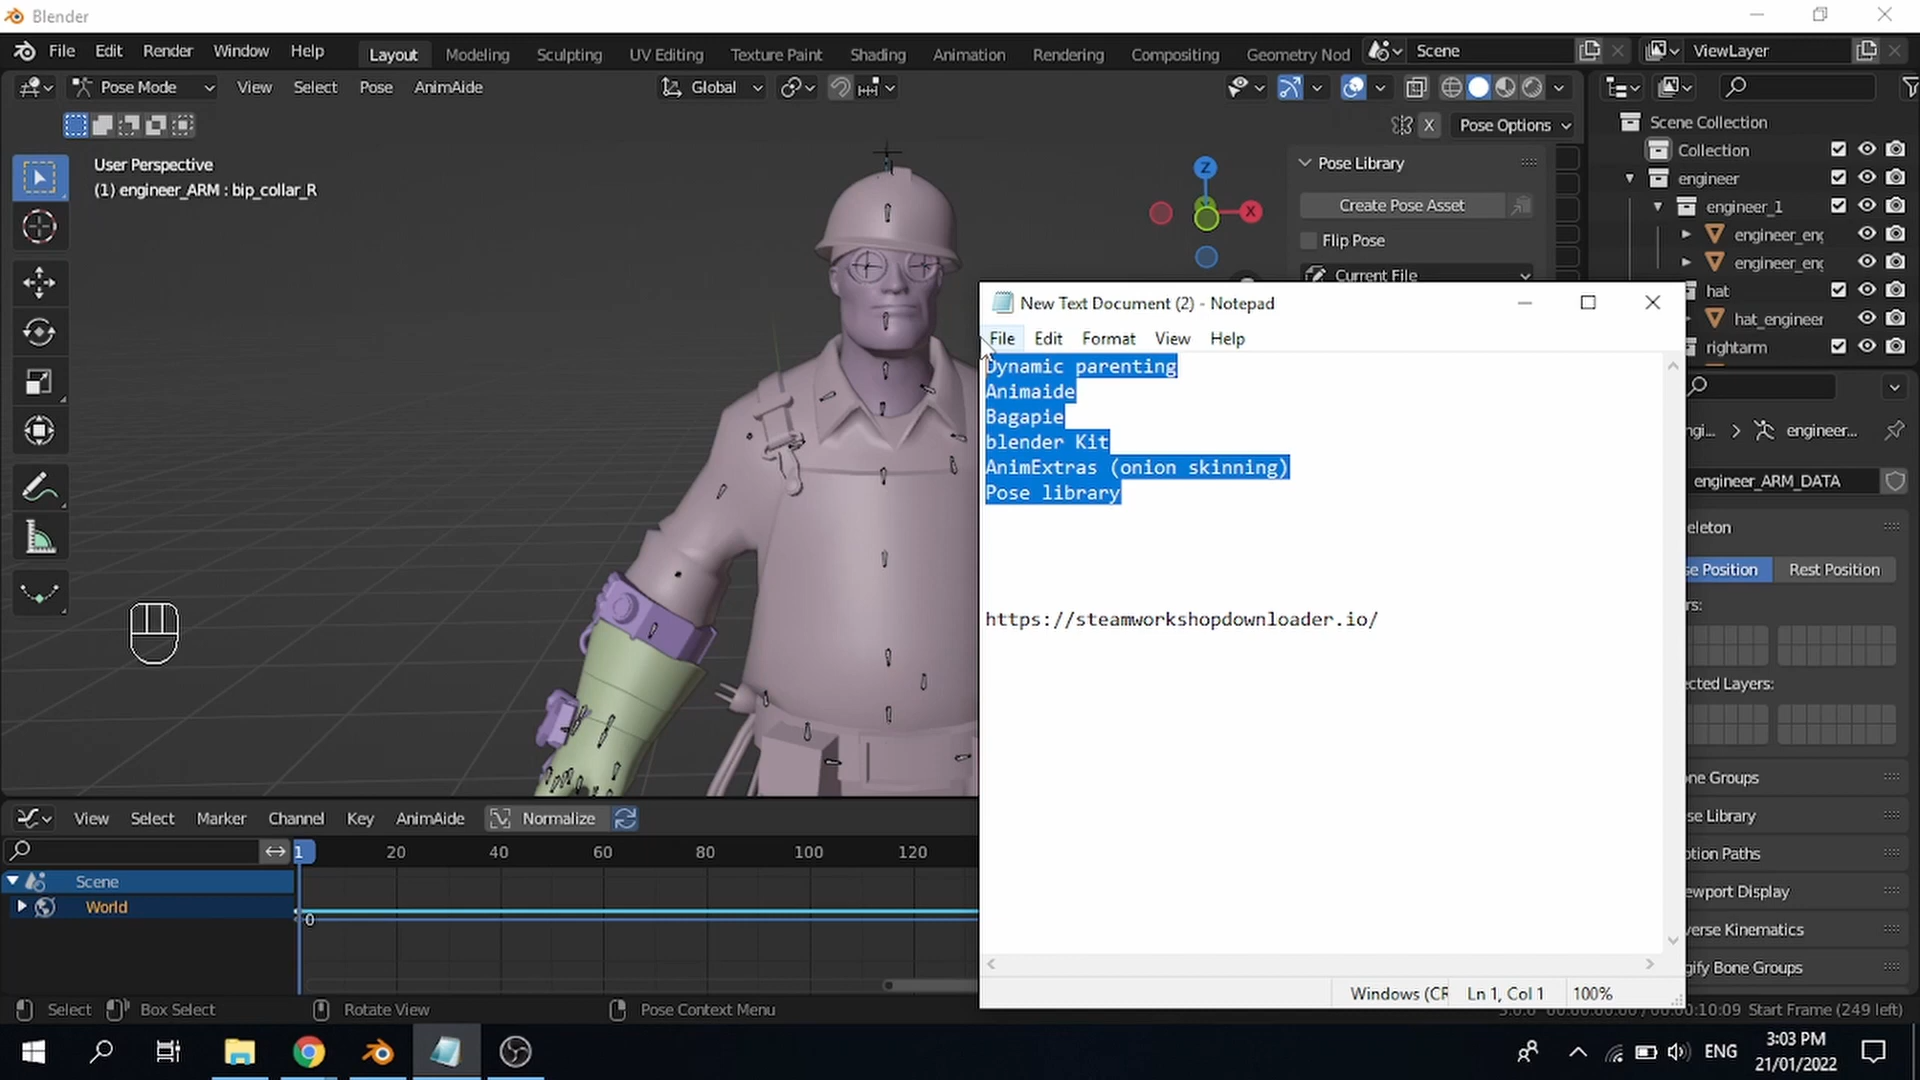 Blender
File Edit Render Window Help
Layout Modeling Sculpting UV Editing Texture Paint Shading Animation Rendering Compositing Geometry Nod
Scene
ViewLayer
Pose Mode View Select Pose AnimAide
Global
X Pose Options
User Perspective
(1) engineer_ARM : bip_collar_R
Z
X
Pose Library
Create Pose Asset
Flip Pose
Current File
Scene Collection
Collection
engineer
engineer_1
engineer_eng
engineer_eng
hat
hat_engineer
rightarm
New Text Document (2) - Notepad
File Edit Format View Help
Dynamic parenting
Animaide
Bagapie
blender Kit
AnimExtras (onion skinning)
Pose library
https://steamworkshopdownloader.io/
Windows (CR Ln 1, Col 1 100%
ngi... engineer...
engineer_ARM_DATA
eleton
se Position Rest Position
rs:
ected Layers:
ne Groups
se Library
otion Paths
ewport Display
verse Kinematics
gify Bone Groups
View Select Marker Channel Key AnimAide Normalize
1 20 40 60 80 100 120
Scene
World
0
Select Box Select Rotate View Pose Context Menu
Start Frame (249 left)
ENG
3:03 PM
21/01/2022